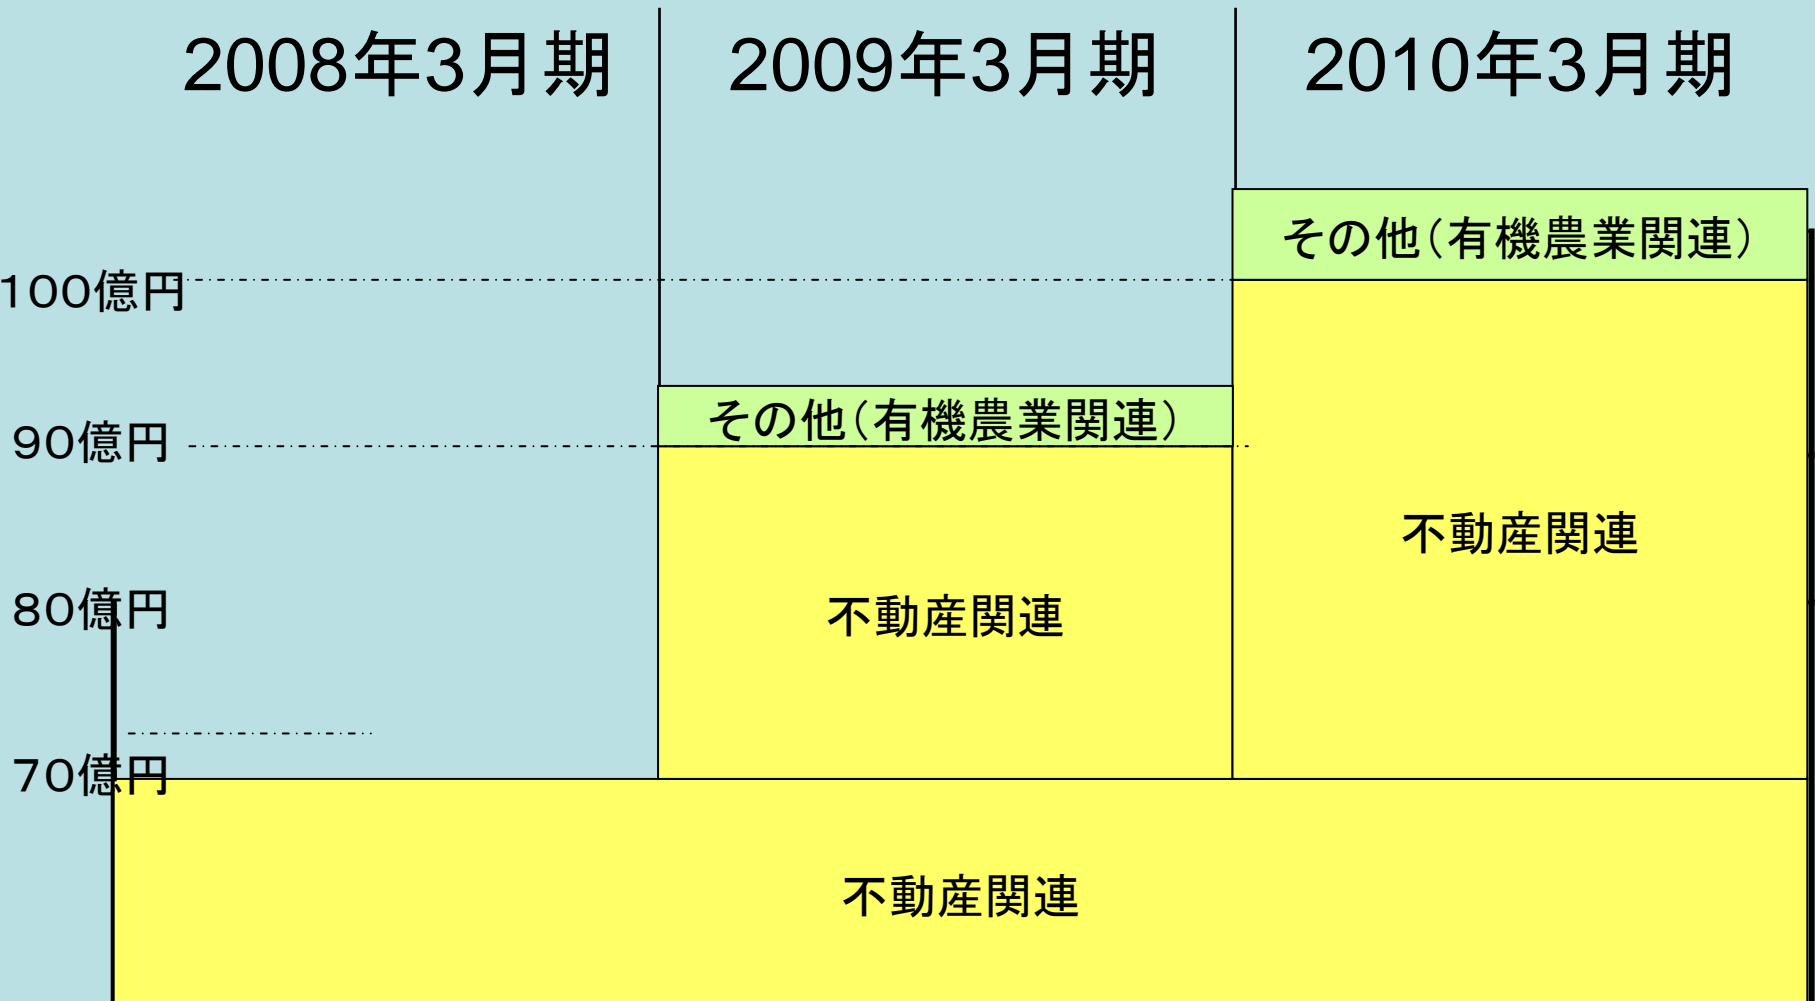 2008年3月期
2009年3月期
2010年3月期
その他(有機農業関連)
100億円
その他(有機農業関連)
90億円
不動産関連
80億円
不動産関連
70億円
不動産関連